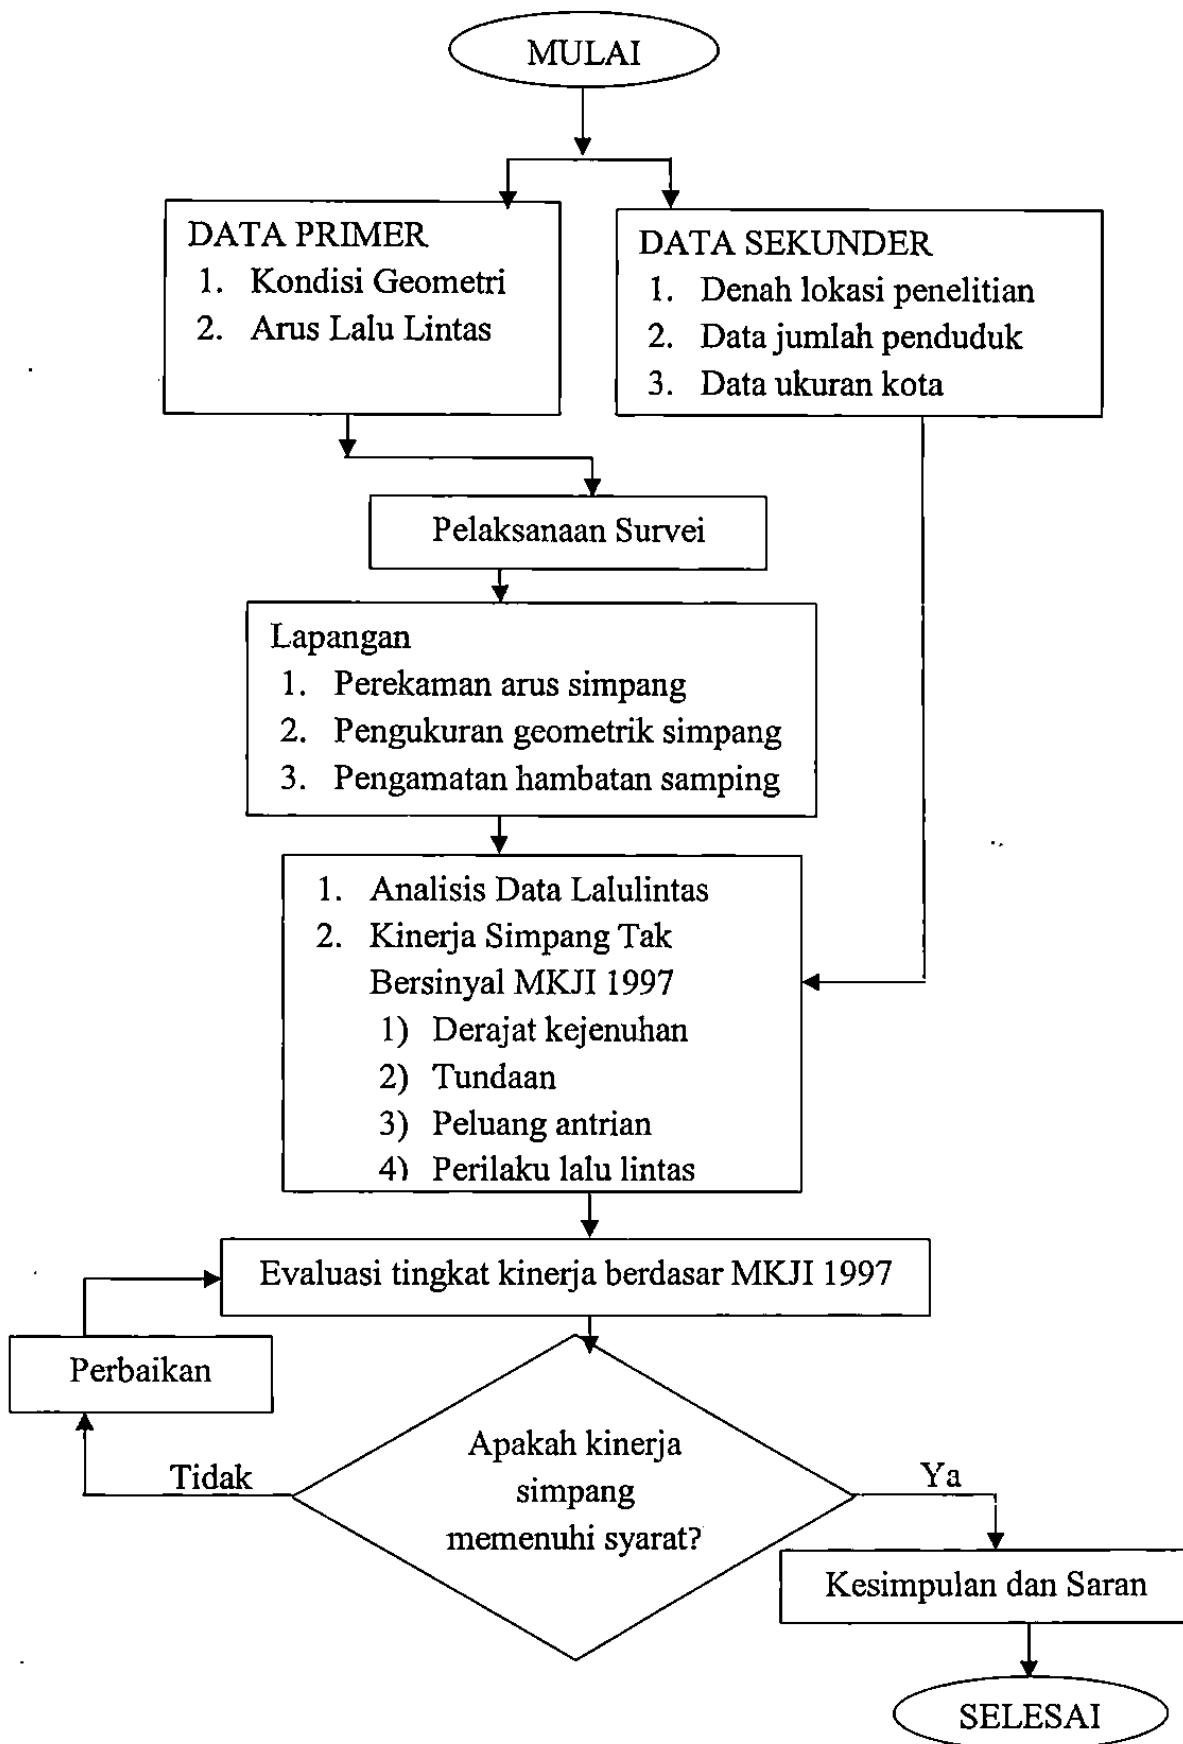 MULAI
DATA PRIMER
1. Kondisi Geometri
2. Arus Lalu Lintas
DATA SEKUNDER
1. Denah lokasi penelitian
2. Data jumlah penduduk
3. Data ukuran kota
Pelaksanaan Survei
Lapangan
1. Perekaman arus simpang
2. Pengukuran geometrik simpang
3. Pengamatan hambatan samping
1. Analisis Data Lalulintas
2. Kinerja Simpang Tak
Bersinyal MKJI 1997
1) Derajat kejenuhan
2) Tundaan
3) Peluang antrian
4) Perilaku lalu lintas
Evaluasi tingkat kinerja berdasar MKJI 1997
Perbaikan
Apakah kinerja
simpang
memenuhi syarat?
Tidak
Ya
Kesimpulan dan Saran
SELESAI